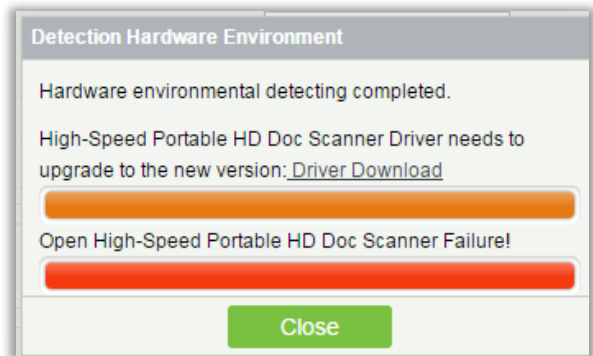 Detection Hardware Environment
Hardware environmental detecting completed.
High-Speed Portable HD Doc Scanner Driver needs to
upgrade to the new version: Driver Download
Open High-Speed Portable HD Doc Scanner Failure!
Close